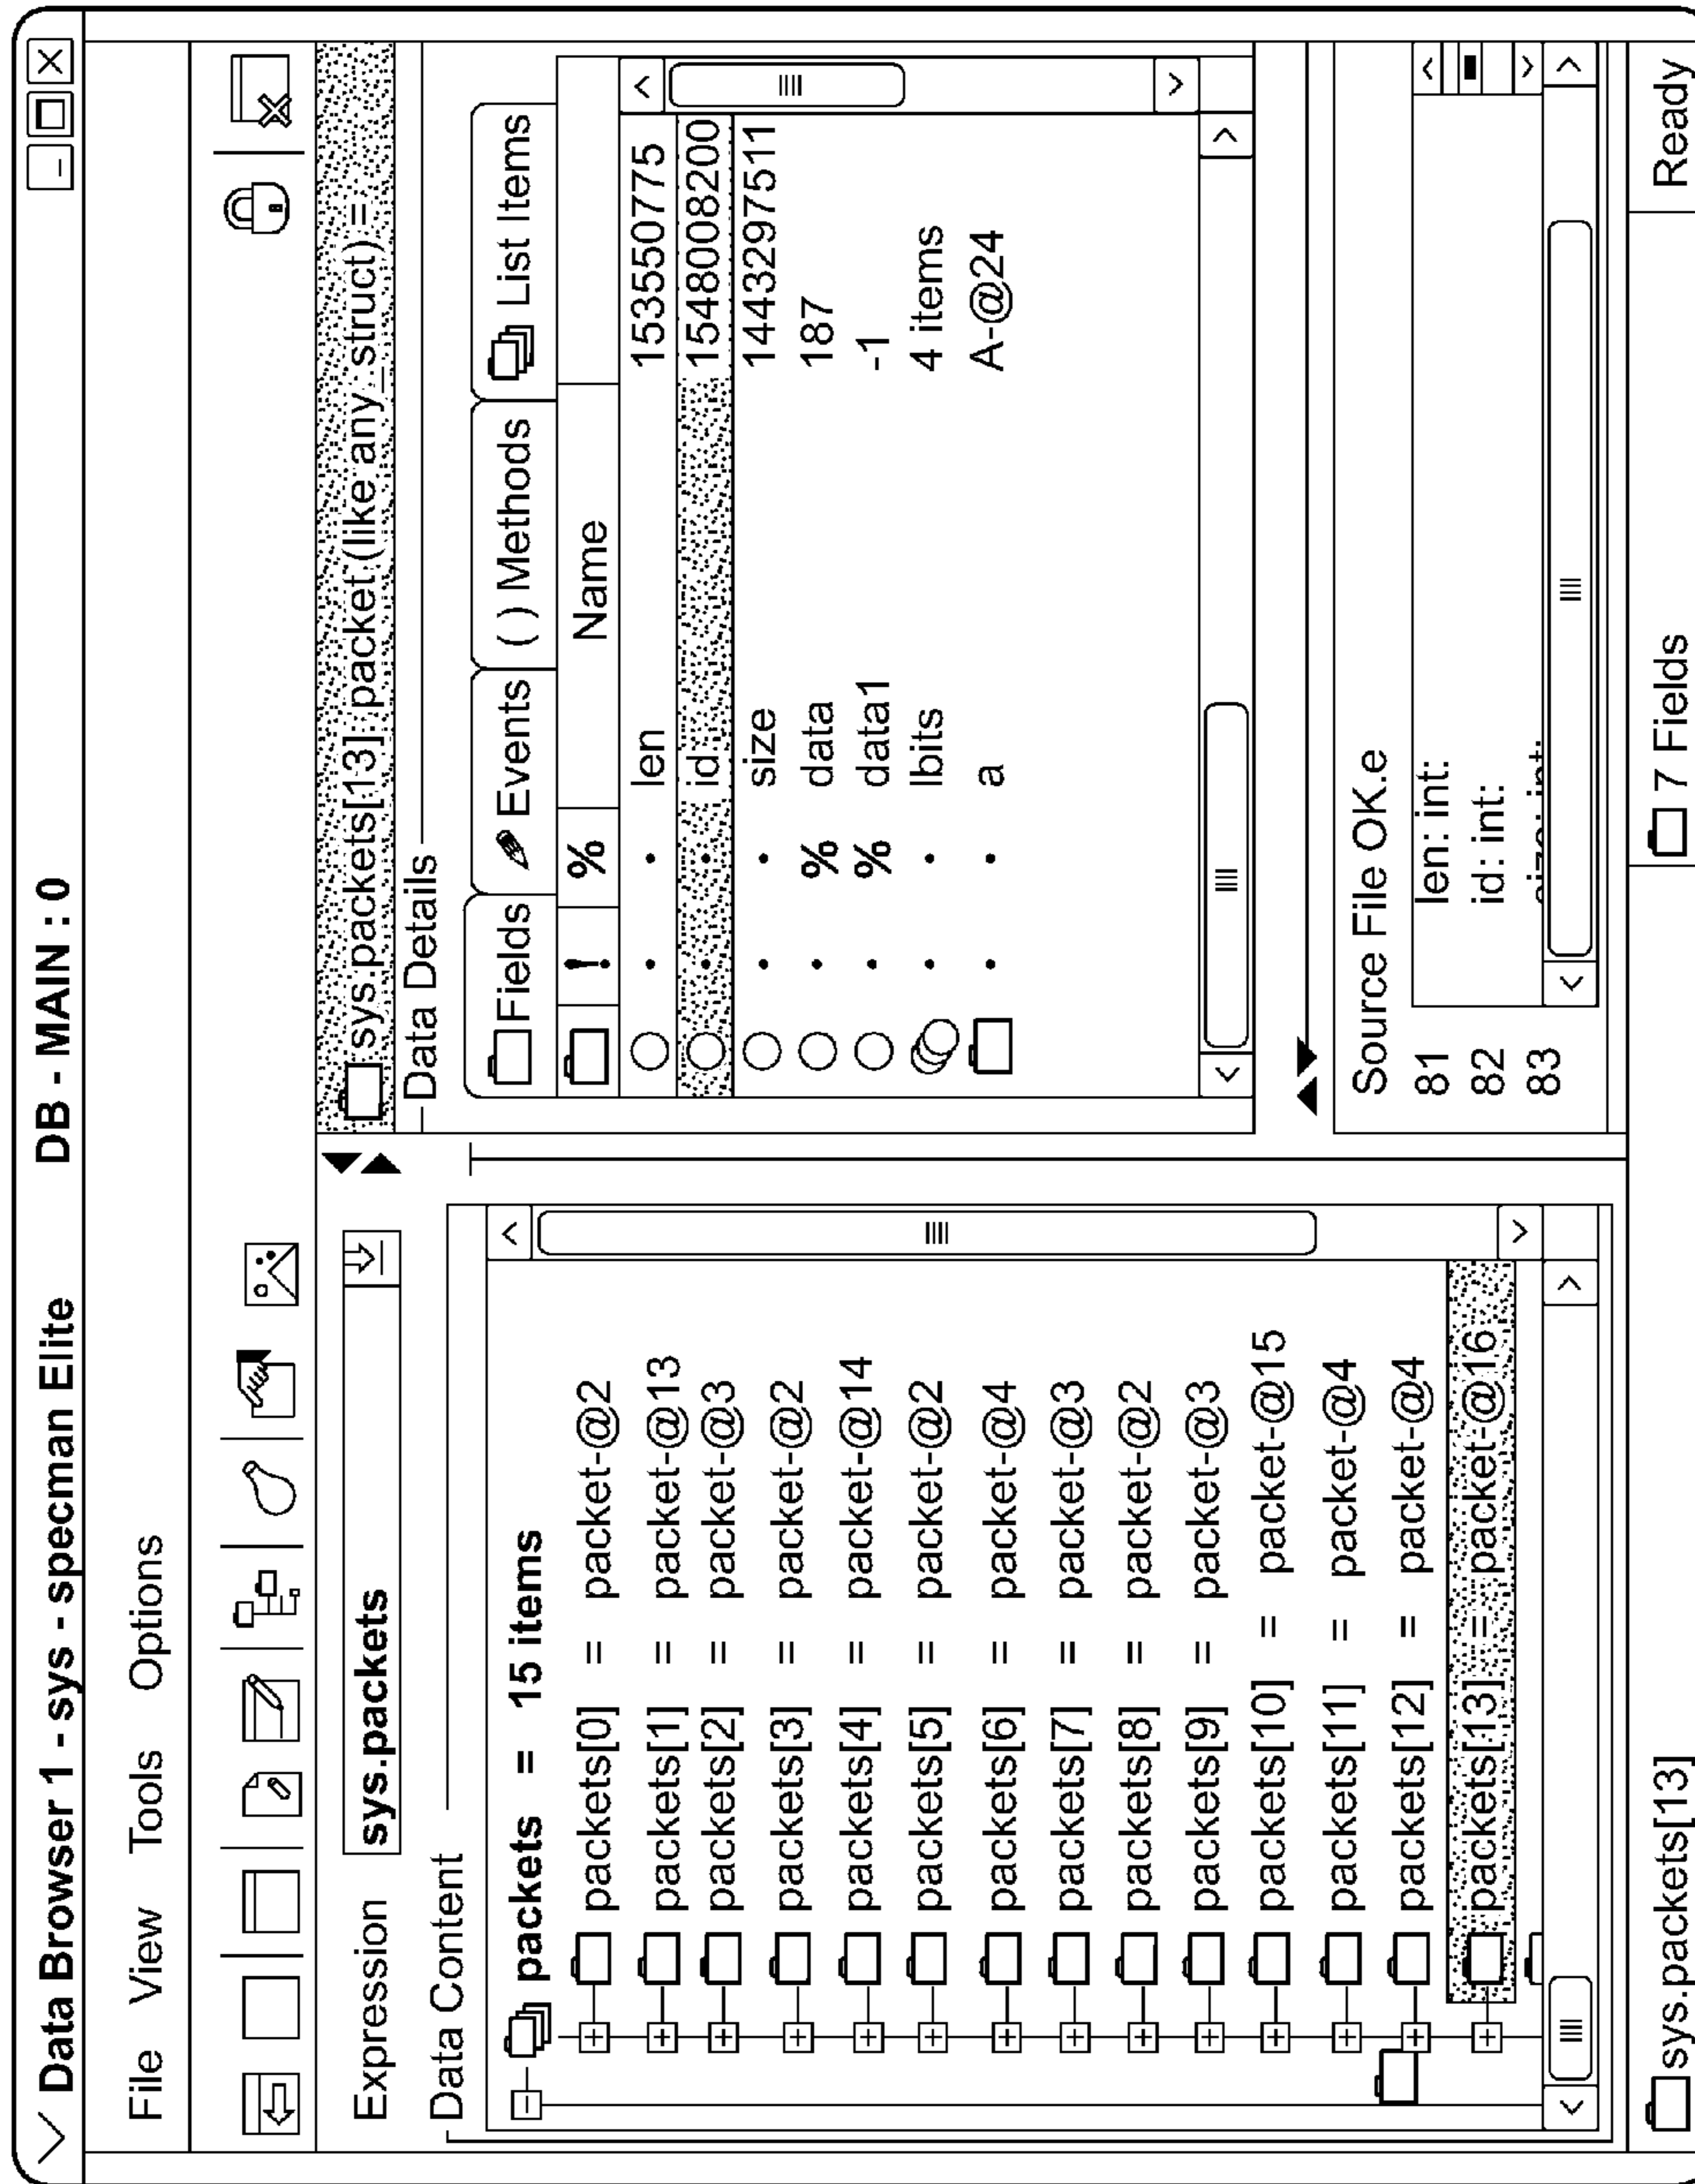 Data Browser 1 - sys - specman Elite DB - MAIN : 0
File View Tools Options
Expression sys.packets
Data Content
packets = 15 items
packets[0] = packet-@2
packets[1] = packet-@13
packets[2] = packet-@3
packets[3] = packet-@2
packets[4] = packet-@14
packets[5] = packet-@2
packets[6] = packet-@4
packets[7] = packet-@3
packets[8] = packet-@2
packets[9] = packet-@3
packets[10] = packet-@15
packets[11] = packet-@4
packets[12] = packet-@4
packets[13] = packet-@16
sys.packets[13]: packet (like any_struct) =
Data Details
Fields Events ( ) Methods List Items
! % Name
len 1535550775
id 1548008200
size 1443297511
% data 187
% data1 -1
lbits 4 items
a A-@24
Source File OK.e
81 len: int:
82 id: int:
83 size: int:
sys.packets[13] 7 Fields Ready